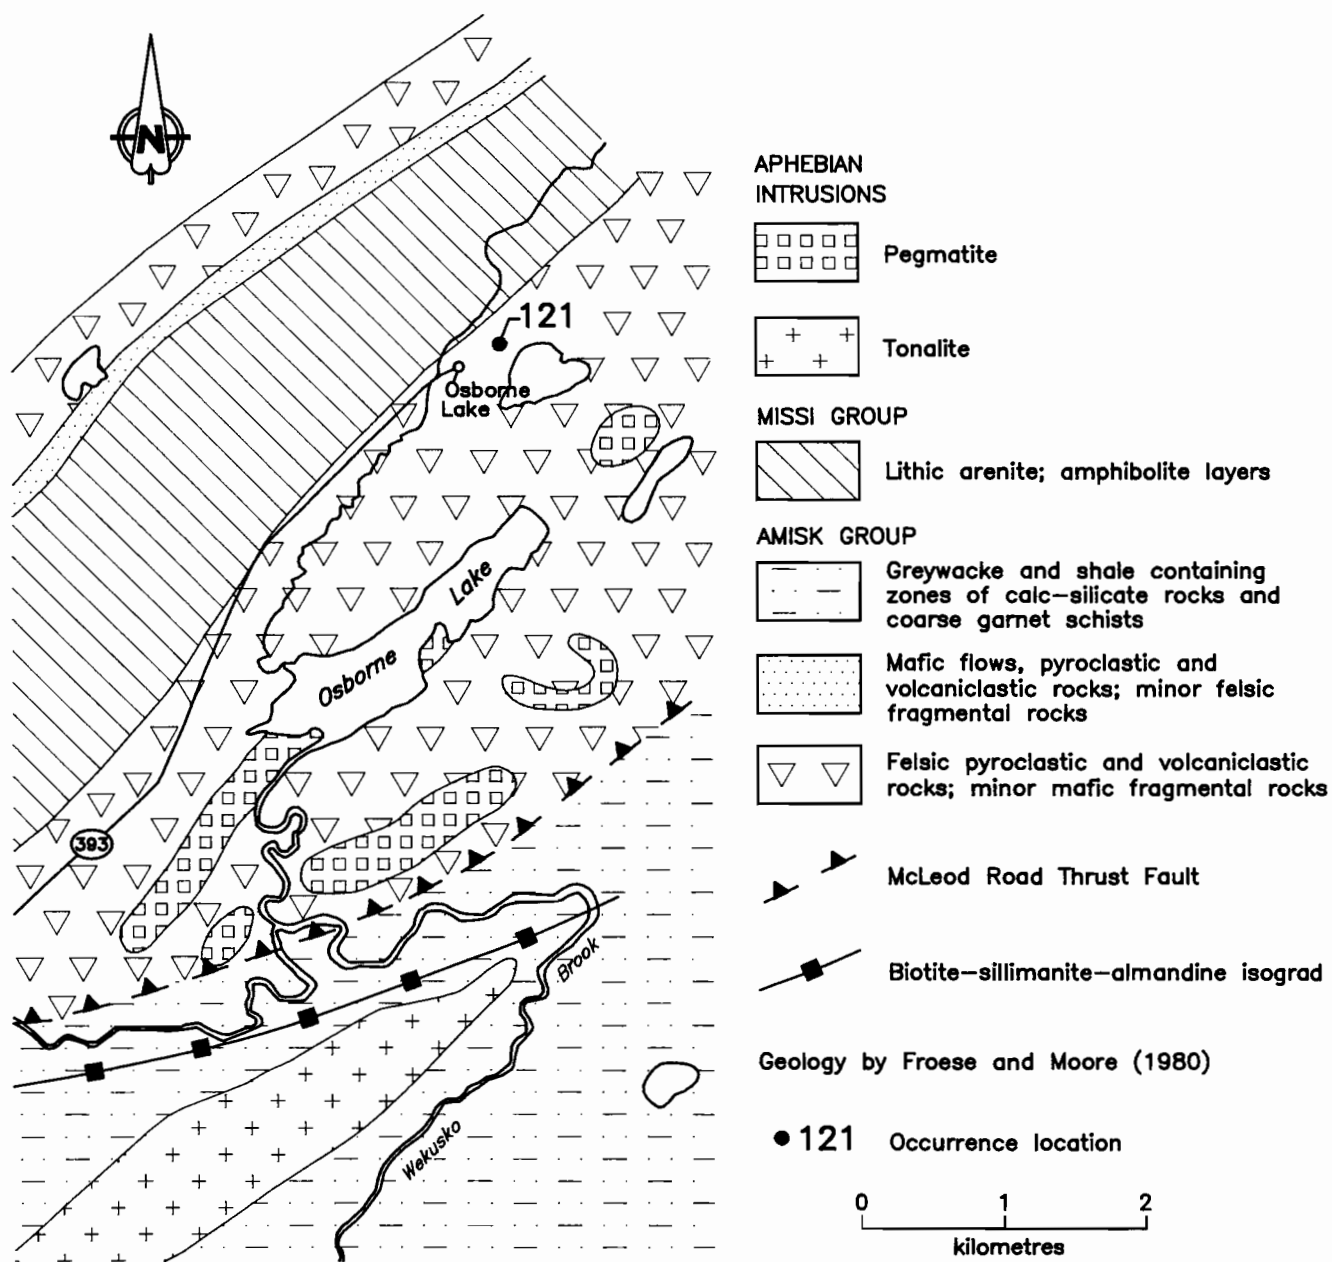 N
121
Osborne
Lake
Osborne Lake
393
Brook
Wekusko
APHEBIAN
INTRUSIONS
Pegmatite
Tonalite
MISSI GROUP
Lithic arenite; amphibolite layers
AMISK GROUP
Greywacke and shale containing
zones of calc-silicate rocks and
coarse garnet schists
Mafic flows, pyroclastic and
volcaniclastic rocks; minor felsic
fragmental rocks
Felsic pyroclastic and volcaniclastic
rocks; minor mafic fragmental rocks
McLeod Road Thrust Fault
Biotite-sillimanite-almandine isograd
Geology by Froese and Moore (1980)
121 Occurrence location
0 1 2
kilometres